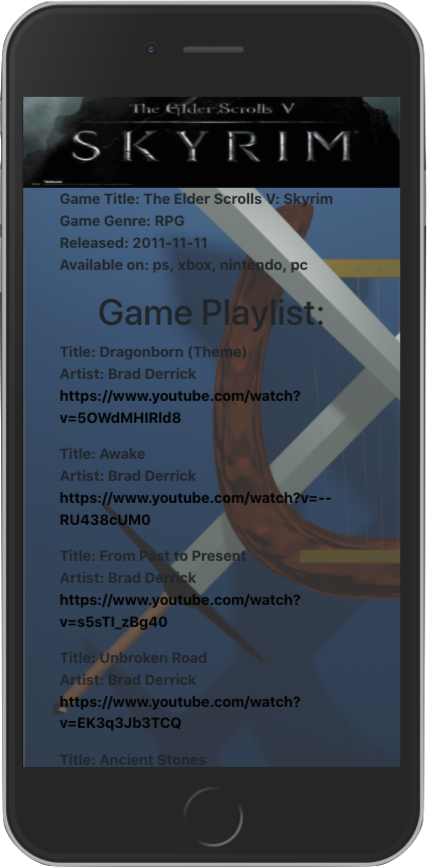 The Elder Scrolls V
SKYRIM
Game Title: The Elder Scrolls V: Skyrim
Game Genre: RPG
Released: 2011-11-11
Available on: ps, xbox, nintendo, pc
Game Playlist:
Title: Dragonborn (Theme)
Artist: Brad Derrick
https://www.youtube.com/watch?
v=5OWdMHIRld8
Title: Awake
Artist: Brad Derrick
https://www.youtube.com/watch?v=--
RU438cUM0
Title: From Past to Present
Artist: Brad Derrick
https://www.youtube.com/watch?
v=s5sTI_zBg40
Title: Unbroken Road
Artist: Brad Derrick
https://www.youtube.com/watch?
v=EK3q3Jb3TCQ
Title: Ancient Stones